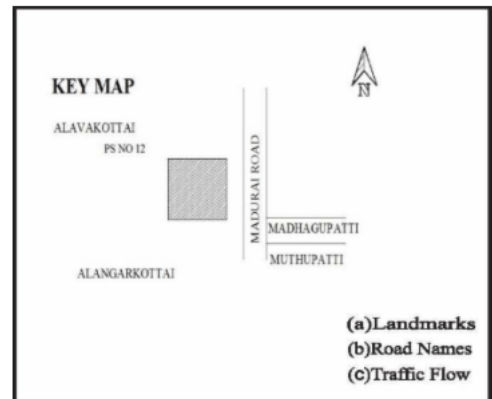 N
KEY MAP
ALAVAKOTTAI
PS NO 12
MADURAI ROAD
MADHAGUPATTI
MUTHUPATTI
ALANGARKOTTAI
(a)Landmarks
(b)Road Names
(c)Traffic Flow